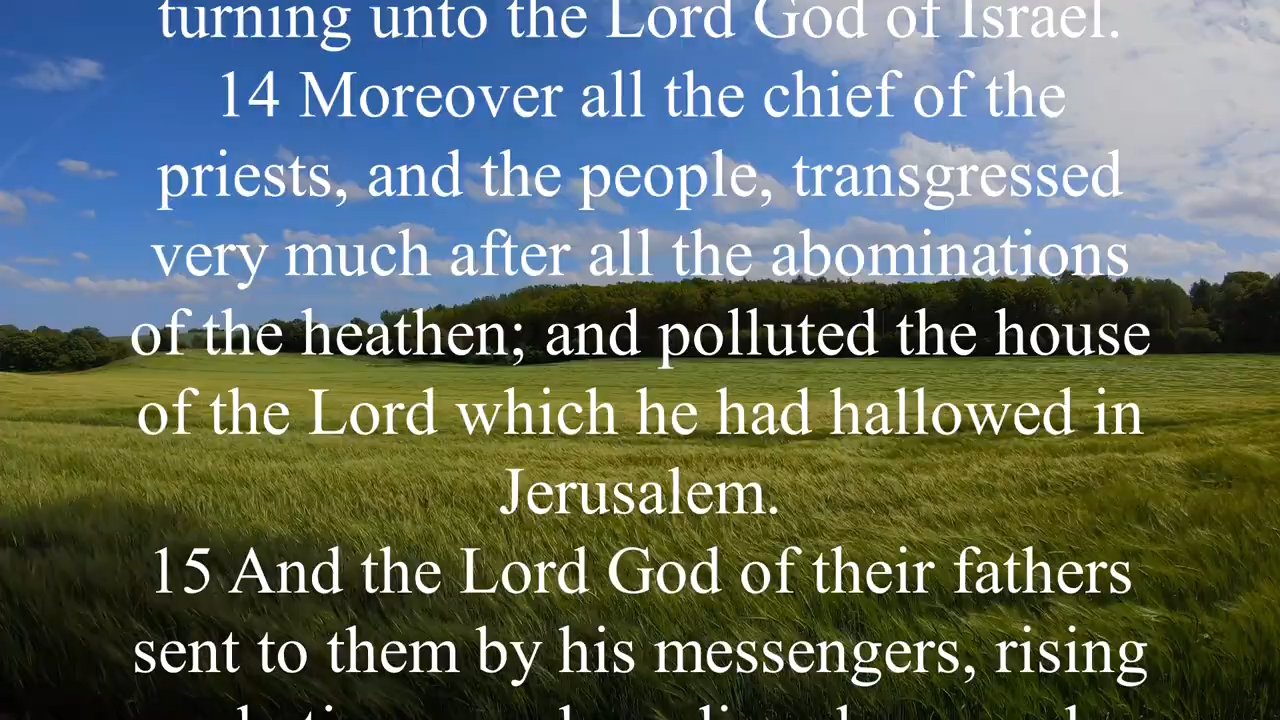 turning unto the Lord God of Israel.
14 Moreover all the chief of the
priests, and the people, transgressed
very much after all the abominations
of the heathen; and polluted the house
of the Lord which he had hallowed in
Jerusalem.
15 And the Lord God of their fathers
sent to them by his messengers, rising